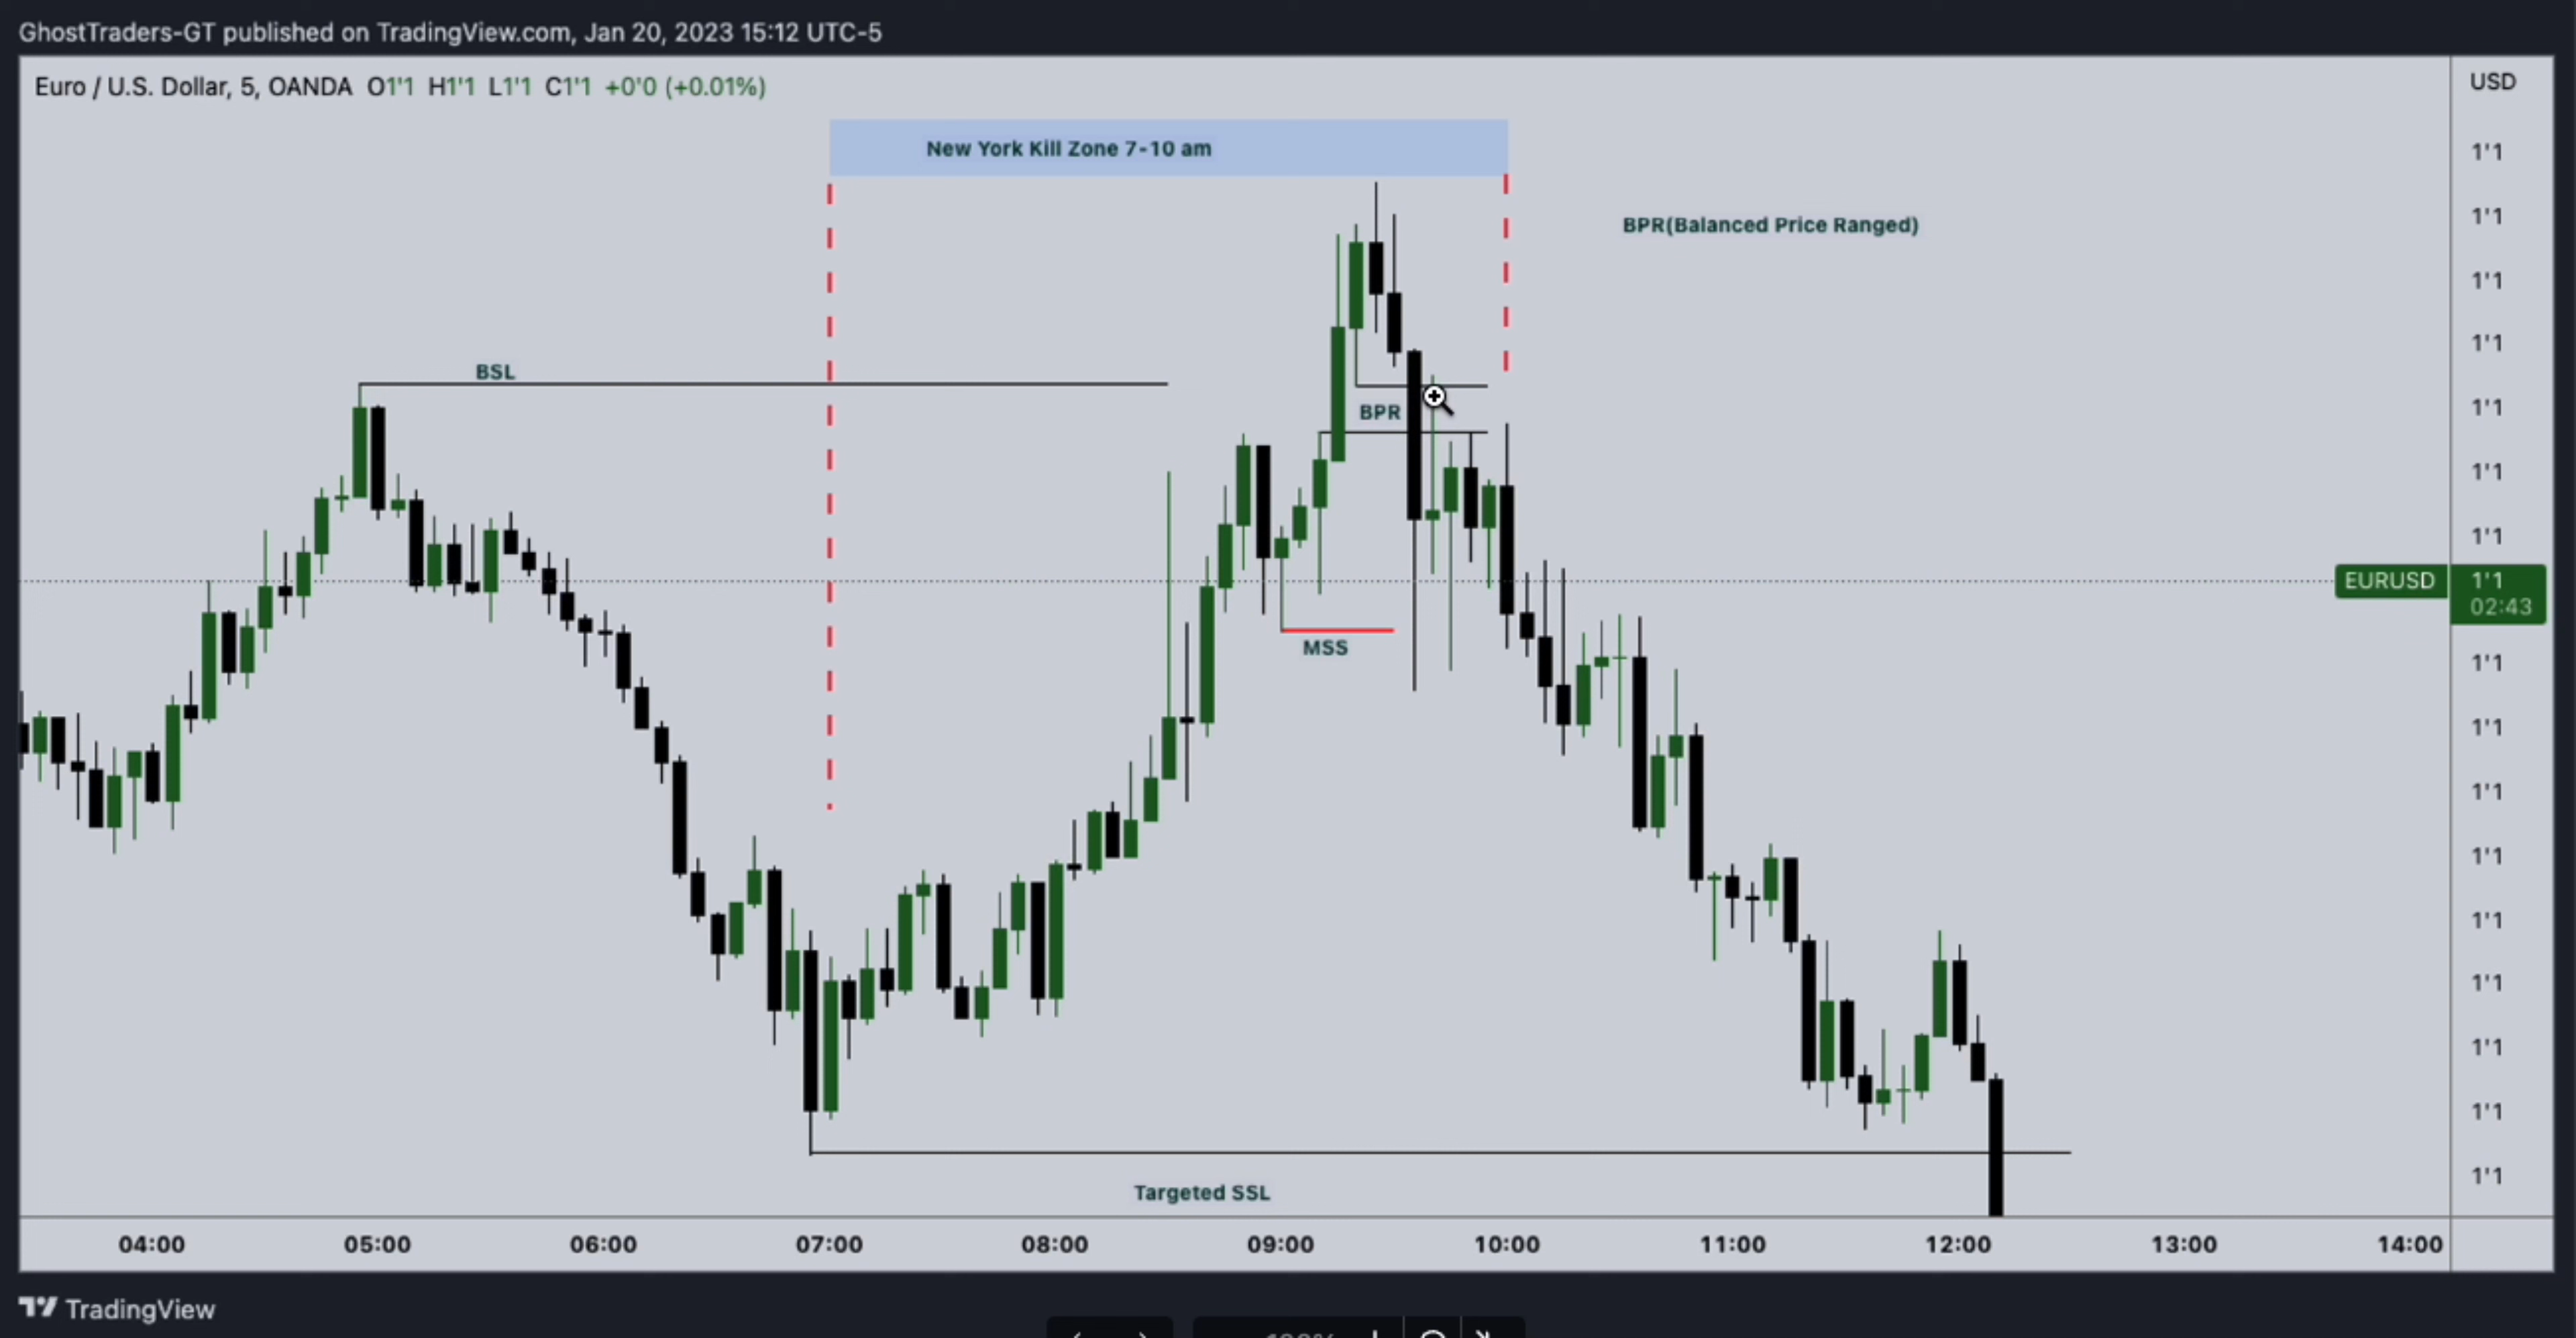 GhostTraders-GT published on TradingView.com, Jan 20, 2023 15:12 UTC-5
Euro / U.S. Dollar, 5, OANDA O1'1 H1'1 L1'1 C1'1 +0'0 (+0.01%)
USD
New York Kill Zone 7-10 am
1'1
1'1
BPR(Balanced Price Ranged)
1'1
1'1
BSL
1'1
BPR
1'1
1'1
EURUSD 1'1
02:43
MSS
1'1
1'1
1'1
1'1
1'1
1'1
1'1
1'1
1'1
Targeted SSL
04:00 05:00 06:00 07:00 08:00 09:00 10:00 11:00 12:00 13:00 14:00
TradingView